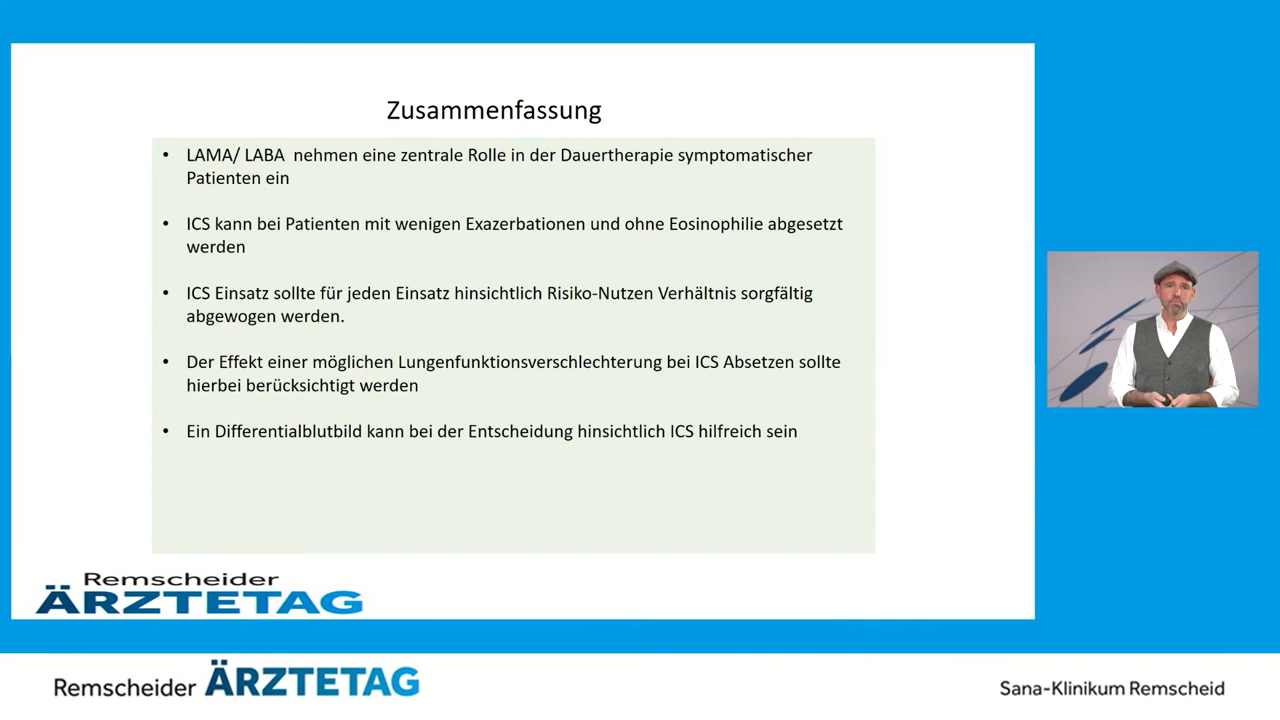 Zusammenfassung
• LAMA/ LABA  nehmen eine zentrale Rolle in der Dauertherapie symptomatischer
Patienten ein
• ICS kann bei Patienten mit wenigen Exazerbationen und ohne Eosinophilie abgesetzt
werden
• ICS Einsatz sollte für jeden Einsatz hinsichtlich Risiko-Nutzen Verhältnis sorgfältig
abgewogen werden.
• Der Effekt einer möglichen Lungenfunktionsverschlechterung bei ICS Absetzen sollte
hierbei berücksichtigt werden
• Ein Differentialblutbild kann bei der Entscheidung hinsichtlich ICS hilfreich sein
Remscheider
ÄRZTETAG
Remscheider ÄRZTETAG
Sana-Klinikum Remscheid